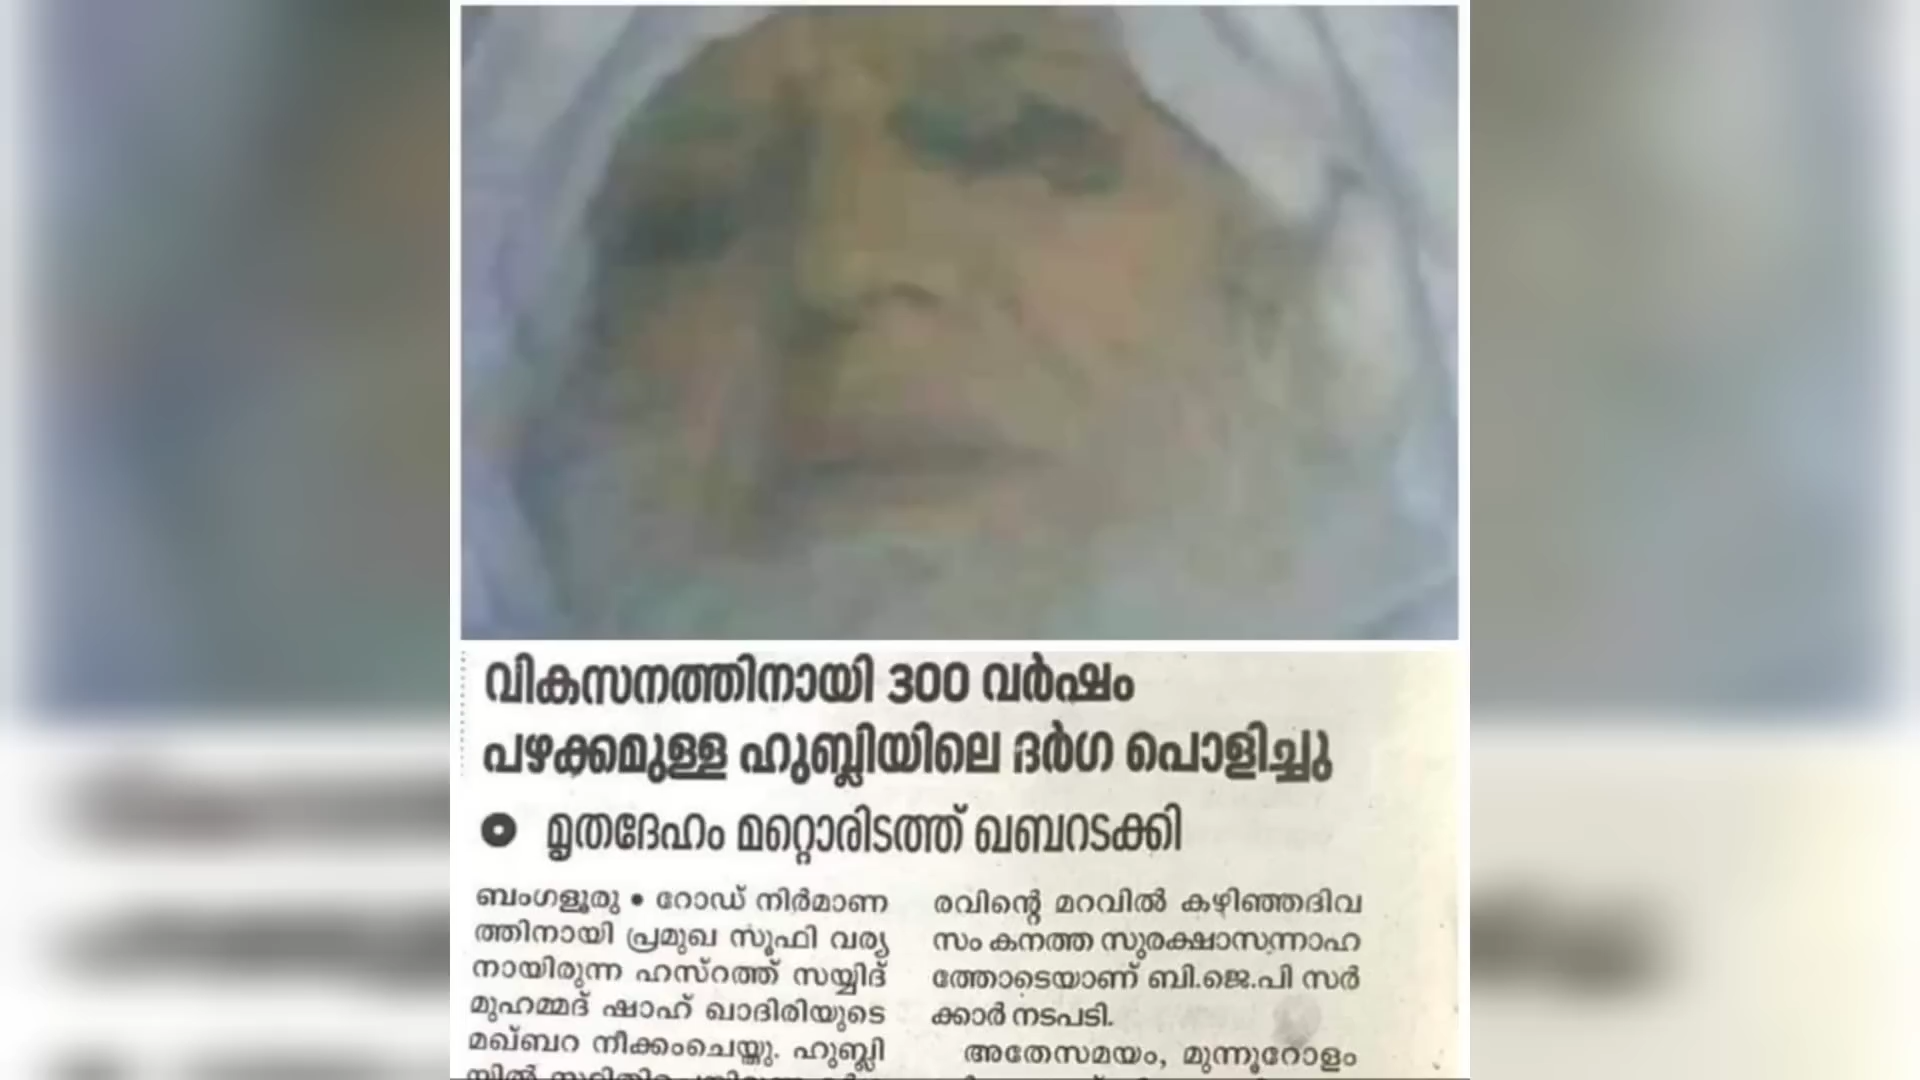 വികസനത്തിനായി 300 വർഷം
പഴക്കമുള്ള ഹുബ്ലിയിലെ ദർഗ പൊളിച്ചു
മൃതദേഹം മറ്റൊരിടത്ത് ഖബറടക്കി
ബംഗളൂരു • റോഡ് നിർമാണ
ത്തിനായി പ്രമുഖ സൂഫി വര്യ
നായിരുന്ന ഹസ്റത്ത് സയ്യിദ്
മുഹമ്മദ് ഷാഹ് ഖാദിരിയുടെ
മഖ്ബറ നീക്കംചെയ്തു. ഹുബ്ലി
രവിന്റെ മറവിൽ കഴിഞ്ഞദിവ
സം കനത്ത സുരക്ഷാസന്നാഹ
ത്തോടെയാണ് ബി.ജെ.പി സർ
ക്കാർ നടപടി.
അതേസമയം, മുന്നൂറോളം